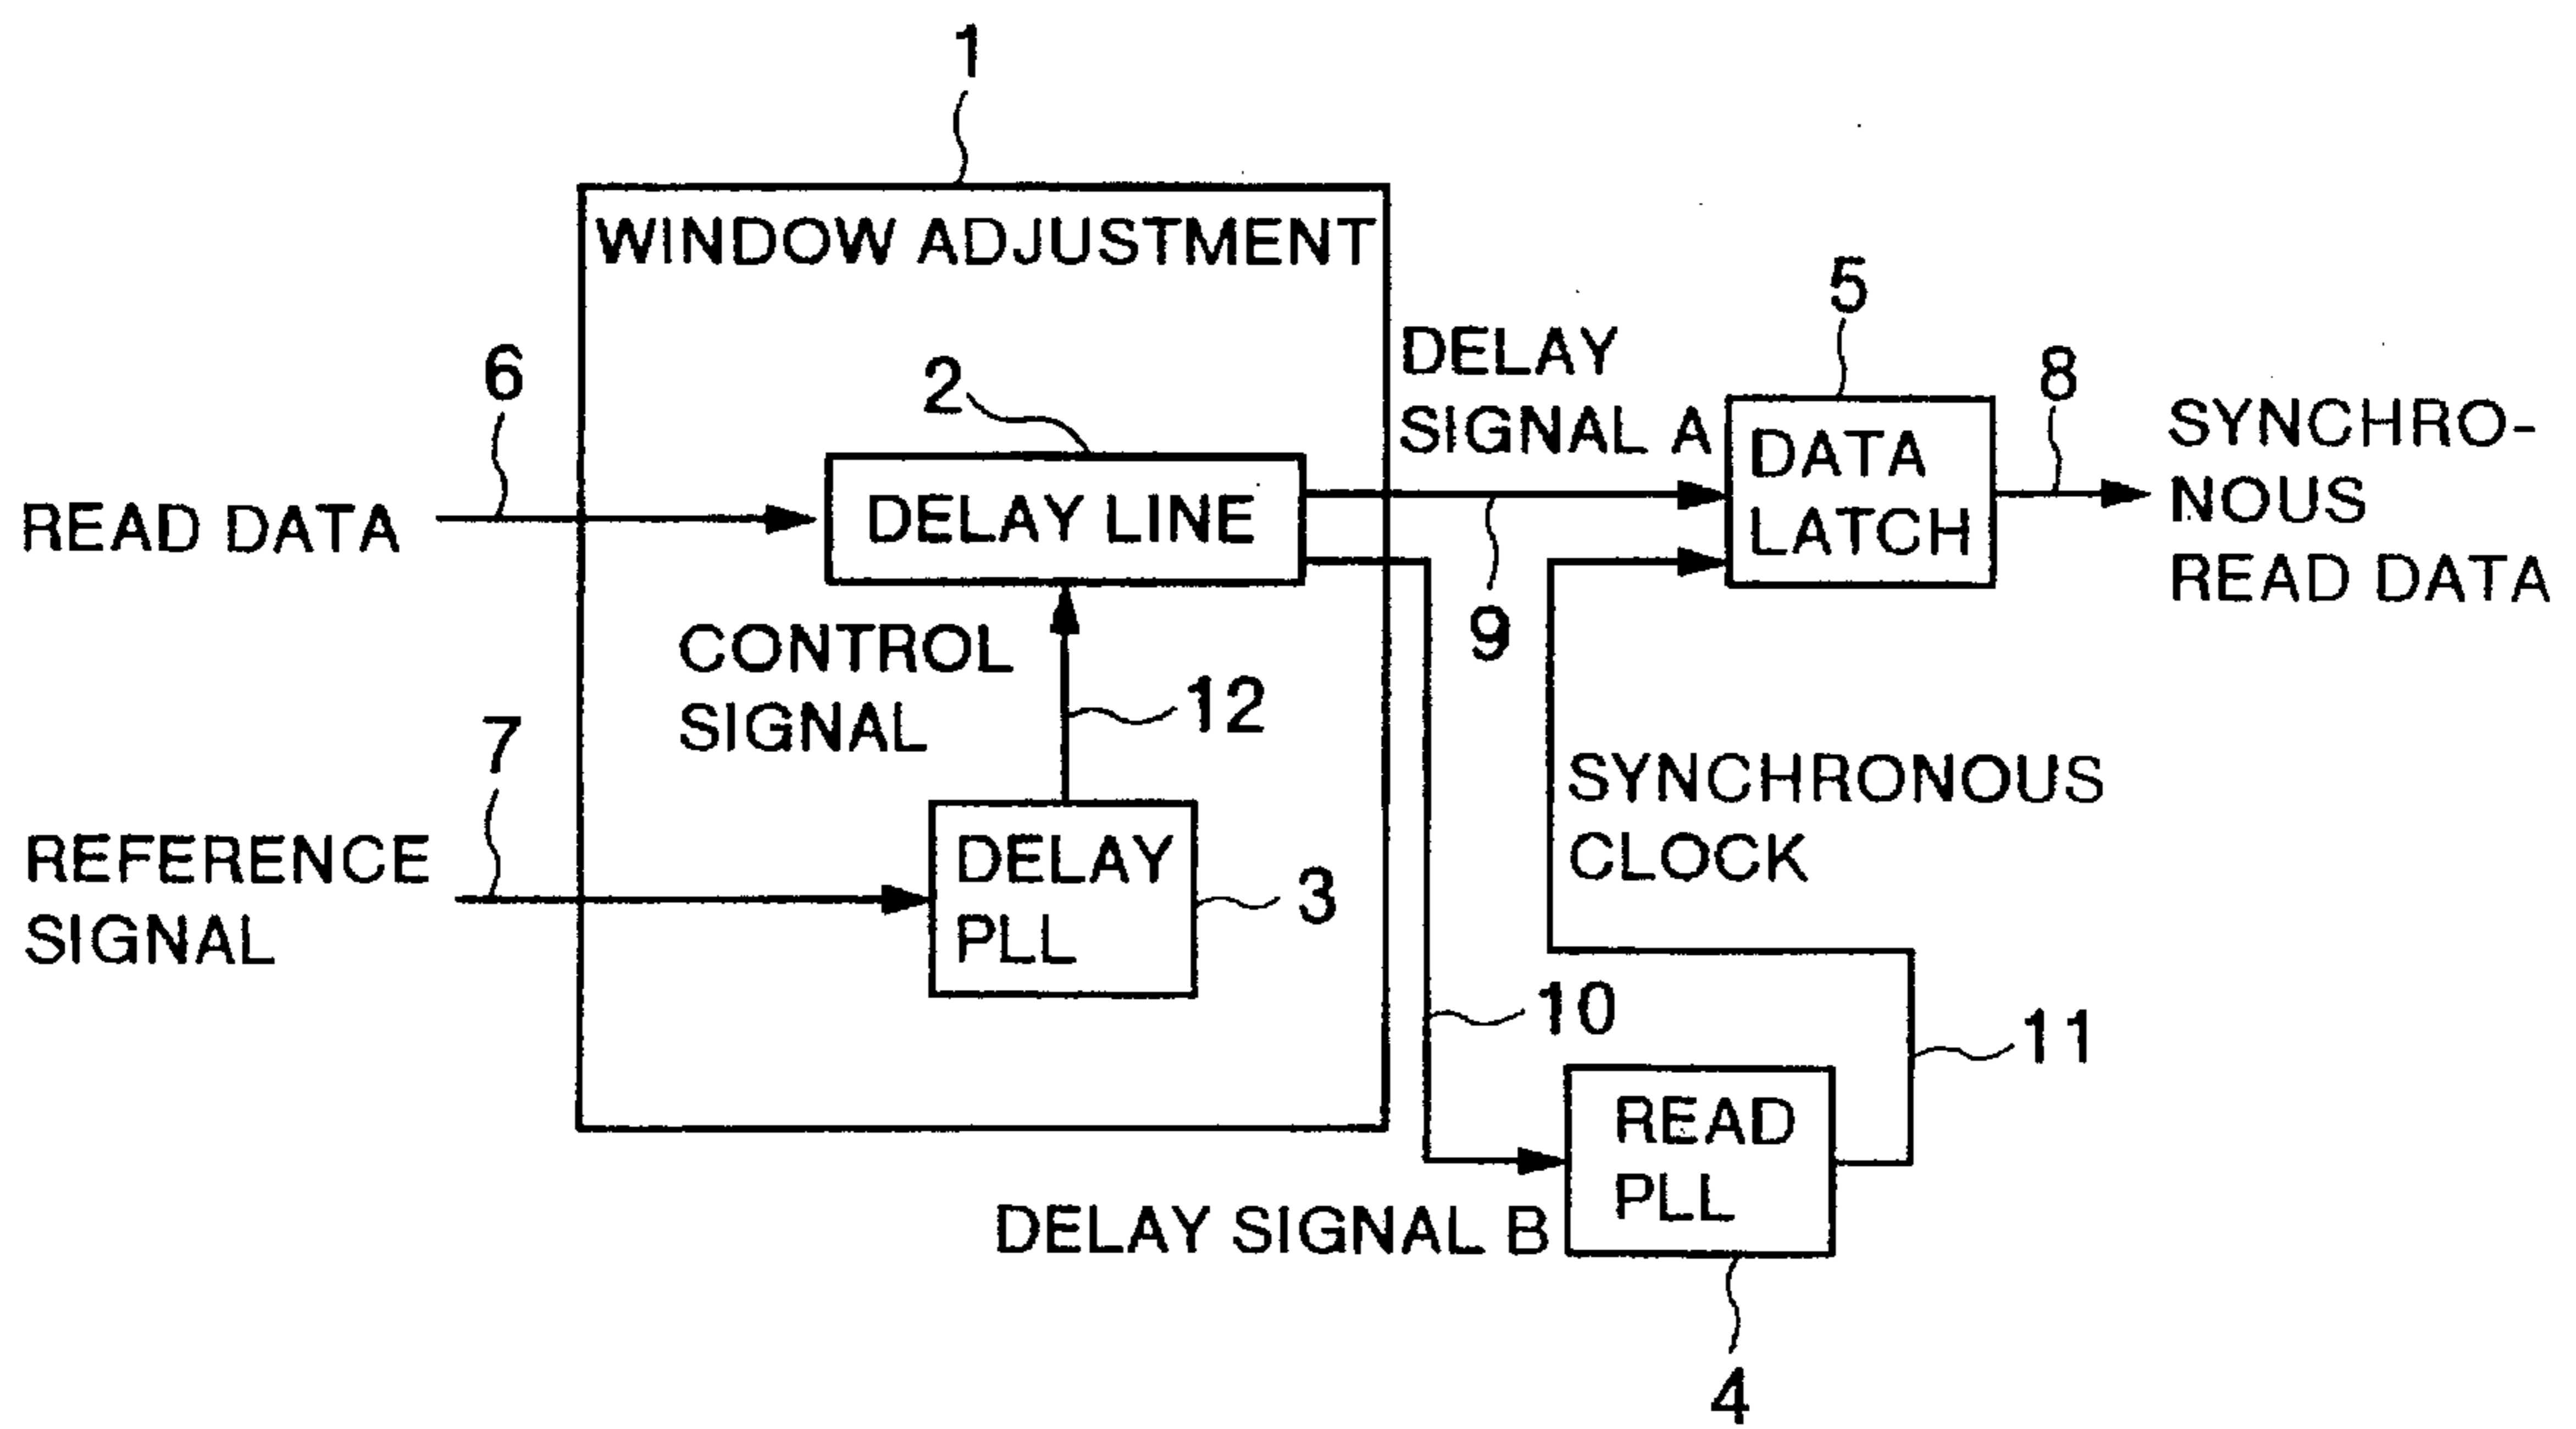 1
WINDOW ADJUSTMENT
6
READ DATA
2
DELAY LINE
DELAY
SIGNAL A
9
5
DATA
LATCH
8
SYNCHRO-
NOUS
READ DATA
CONTROL
SIGNAL
12
7
REFERENCE
SIGNAL
DELAY
PLL
3
SYNCHRONOUS
CLOCK
10
11
DELAY SIGNAL B
READ
PLL
4